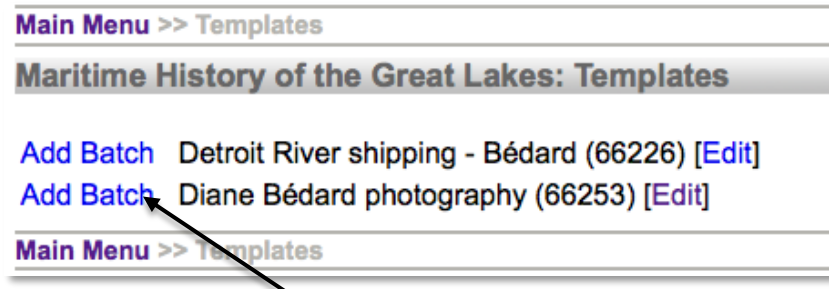 Main Menu >> Templates
Maritime History of the Great Lakes: Templates
Add Batch Detroit River shipping - Bédard (66226) [Edit]
Add Batch Diane Bédard photography (66253) [Edit]
Main Menu >> Templates